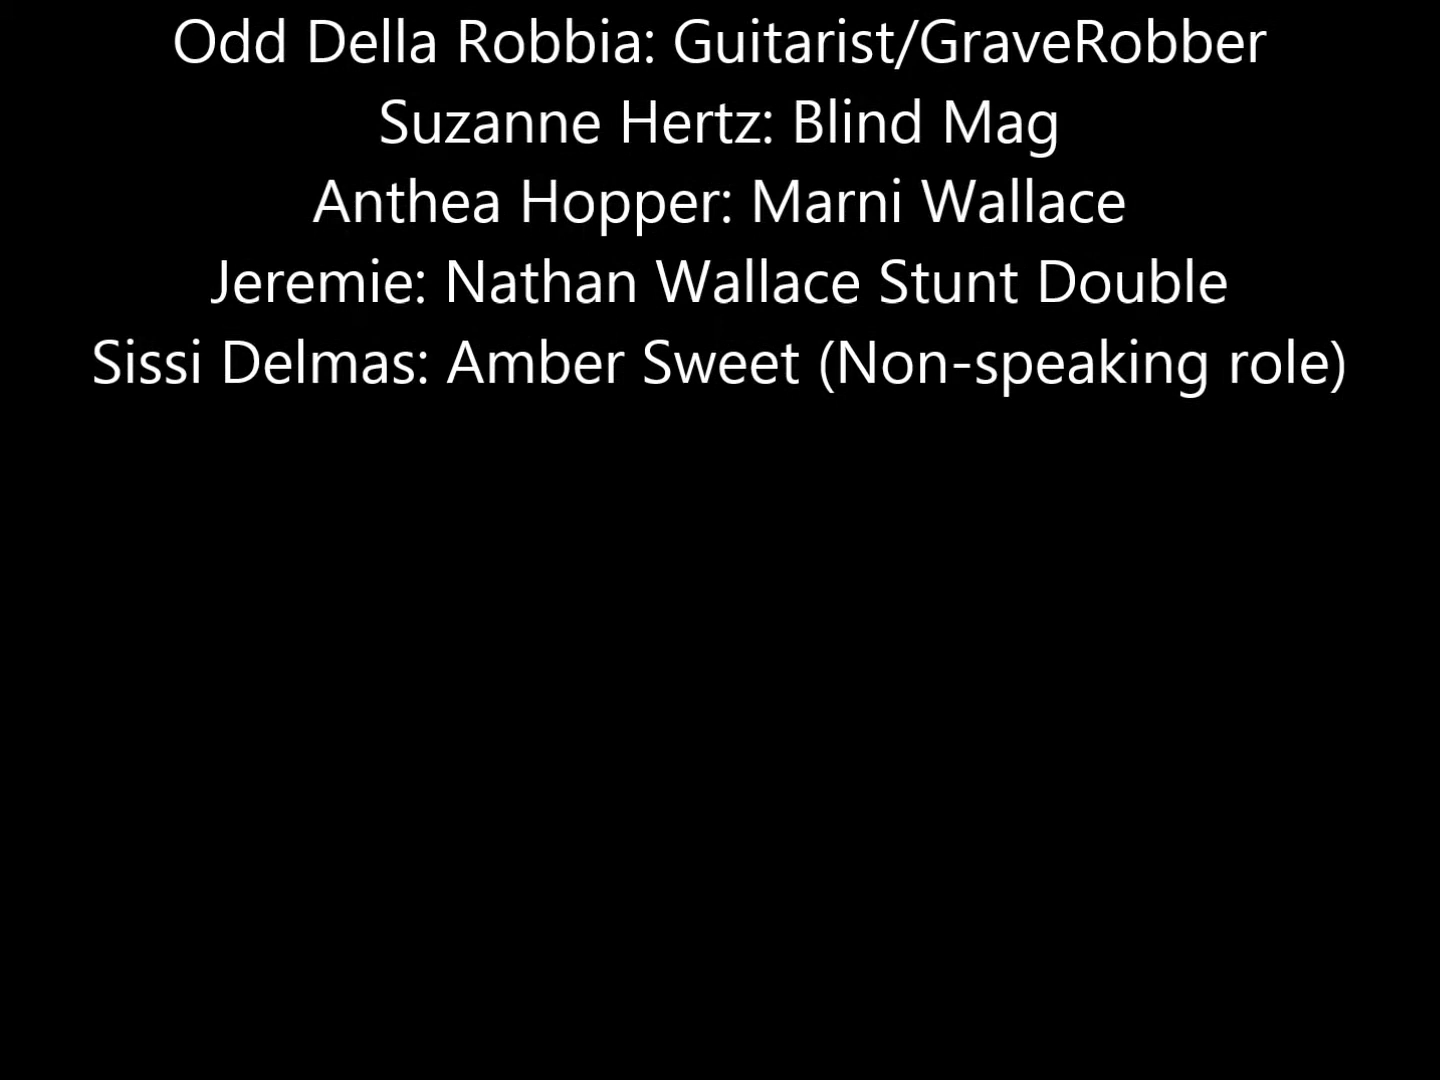 Odd Della Robbia: Guitarist/GraveRobber
Suzanne Hertz: Blind Mag
Anthea Hopper: Marni Wallace
Jeremie: Nathan Wallace Stunt Double
Sissi Delmas: Amber Sweet (Non-speaking role)